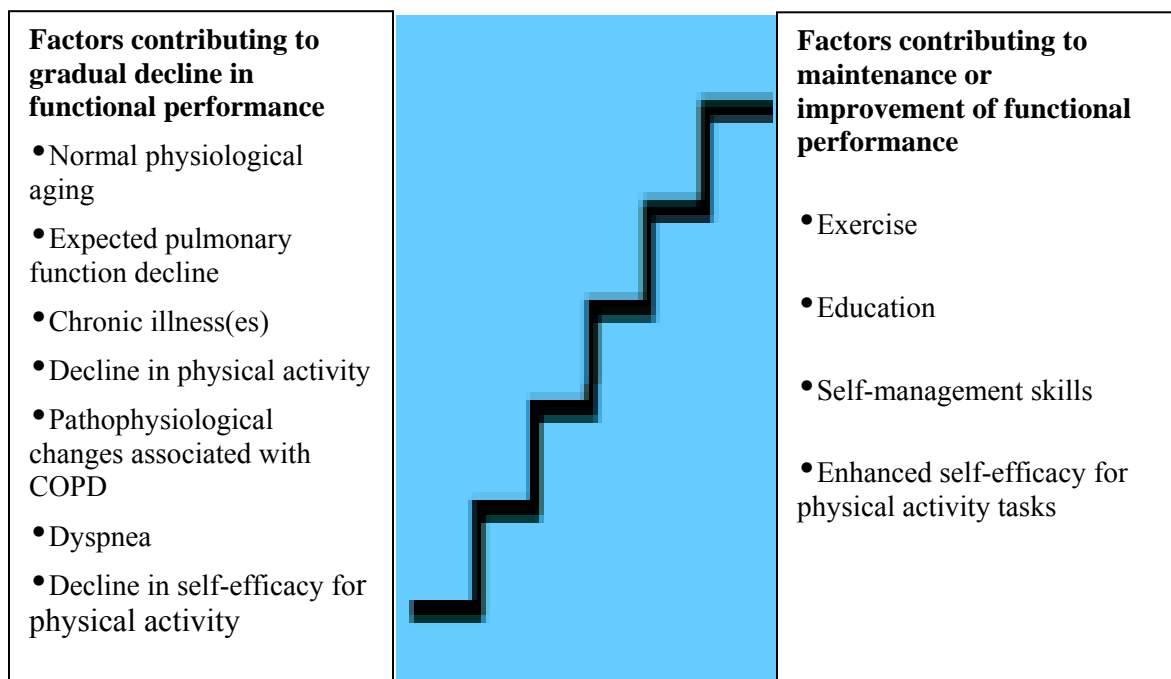 Factors contributing to
gradual decline in
functional performance
•Normal physiological
aging
•Expected pulmonary
function decline
•Chronic illness(es)
•Decline in physical activity
•Pathophysiological
changes associated with
COPD
•Dyspnea
•Decline in self-efficacy for
physical activity
Factors contributing to
maintenance or
improvement of functional
performance
•Exercise
•Education
•Self-management skills
•Enhanced self-efficacy for
physical activity tasks